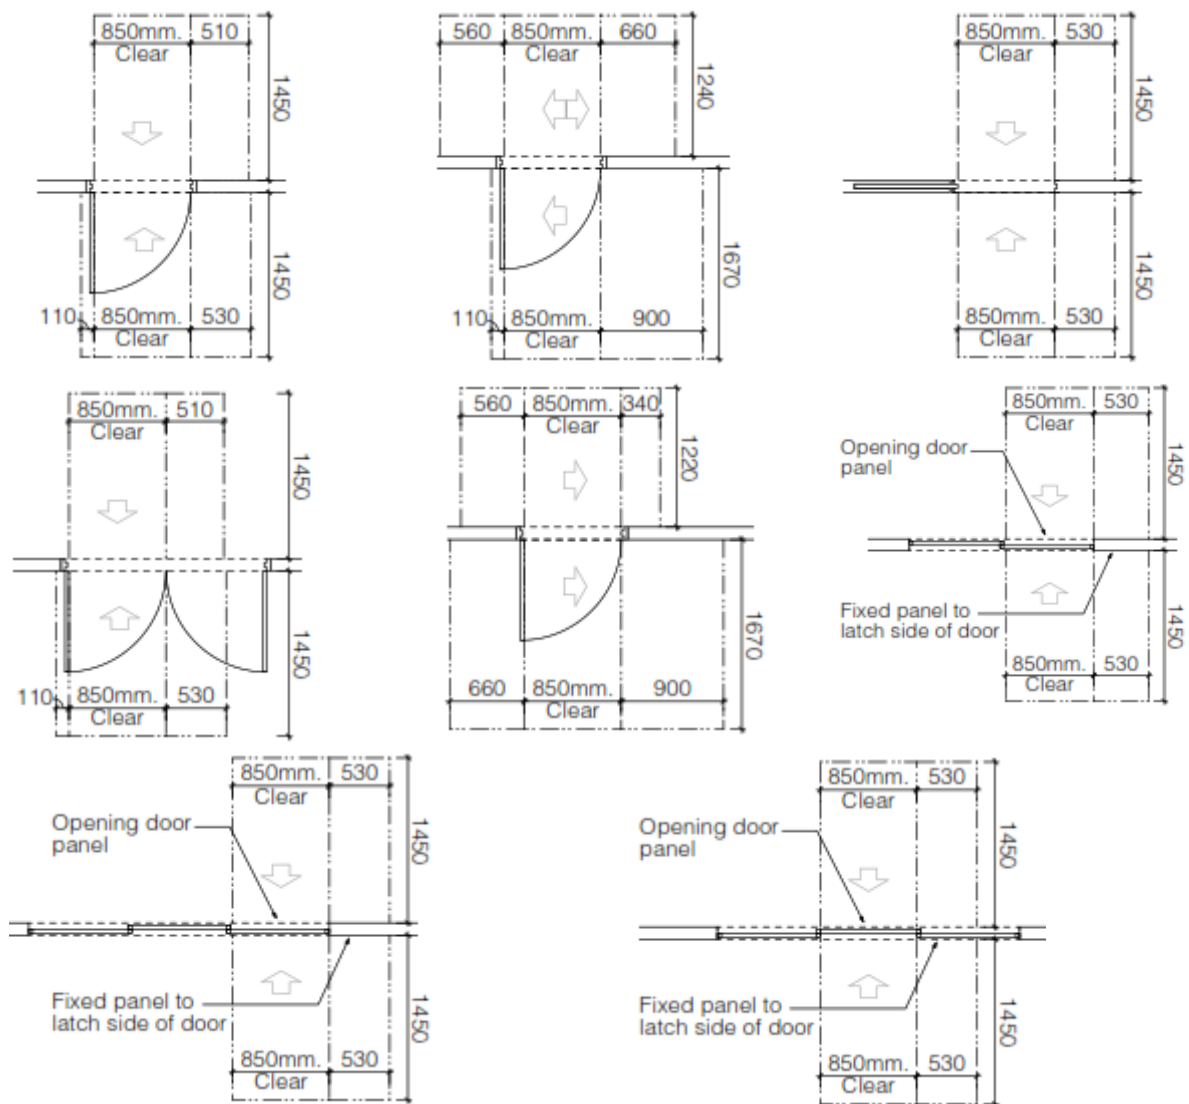 850mm. 510
Clear
1450
1450
110 850mm. 530
Clear
560 850mm. 660
Clear
1240
1670
110 850mm. 900
Clear
850mm. 530
Clear
1450
1450
850mm. 530
Clear
850mm. 510
Clear
1450
1450
110 850mm. 530
Clear
560 850mm. 340
Clear
1220
1670
660 850mm. 900
Clear
850mm. 530
Clear
1450
Opening door
panel
Fixed panel to
latch side of door
1450
850mm. 530
Clear
850mm. 530
Clear
1450
Opening door
panel
Fixed panel to
latch side of door
1450
850mm. 530
Clear
850mm. 530
Clear
1450
Opening door
panel
Fixed panel to
latch side of door
1450
850mm. 530
Clear